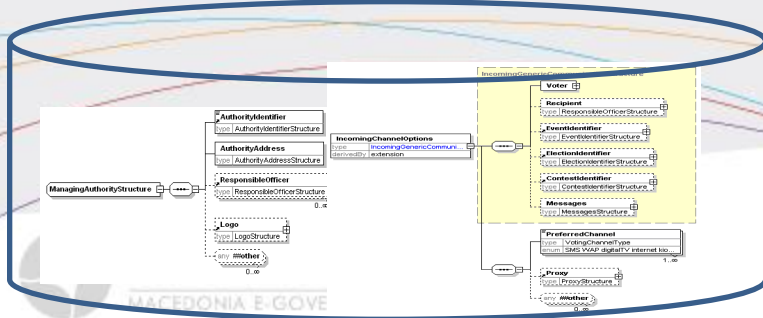 ManagingAuthorityStructure
AuthorityIdentifier
type AuthorityIdentifierStructure
AuthorityAddress
type AuthorityAddressStructure
ResponsibleOfficer
type ResponsibleOfficerStructure
0..∞
Logo
type LogoStructure
any ##other
0..∞
IncomingChannelOptions
type IncomingGenericCommuni...
derivedBy extension
Voter
Recipient
type ResponsibleOfficerStructure
EventIdentifier
type EventIdentifierStructure
ElectionIdentifier
type ElectionIdentifierStructure
ContestIdentifier
type ContestIdentifierStructure
Messages
type MessagesStructure
PreferredChannel
type VotingChannelType
enum SMS WAP digitalTV internet kio...
1..∞
Proxy
type ProxyStructure
any ##other
0..∞
MACEDONIA E-GOVE